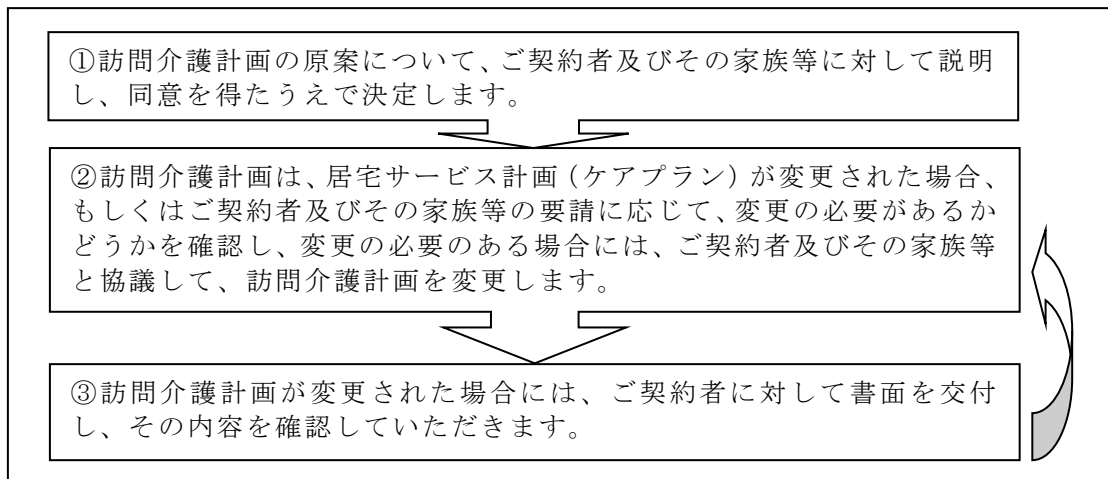 ①訪問介護計画の原案について、ご契約者及びその家族等に対して説明
し、同意を得たうえで決定します。
②訪問介護計画は、居宅サービス計画（ケアプラン）が変更された場合、
もしくはご契約者及びその家族等の要請に応じて、変更の必要があるか
どうかを確認し、変更の必要のある場合には、ご契約者及びその家族等
と協議して、訪問介護計画を変更します。
③訪問介護計画が変更された場合には、ご契約者に対して書面を交付
し、その内容を確認していただきます。